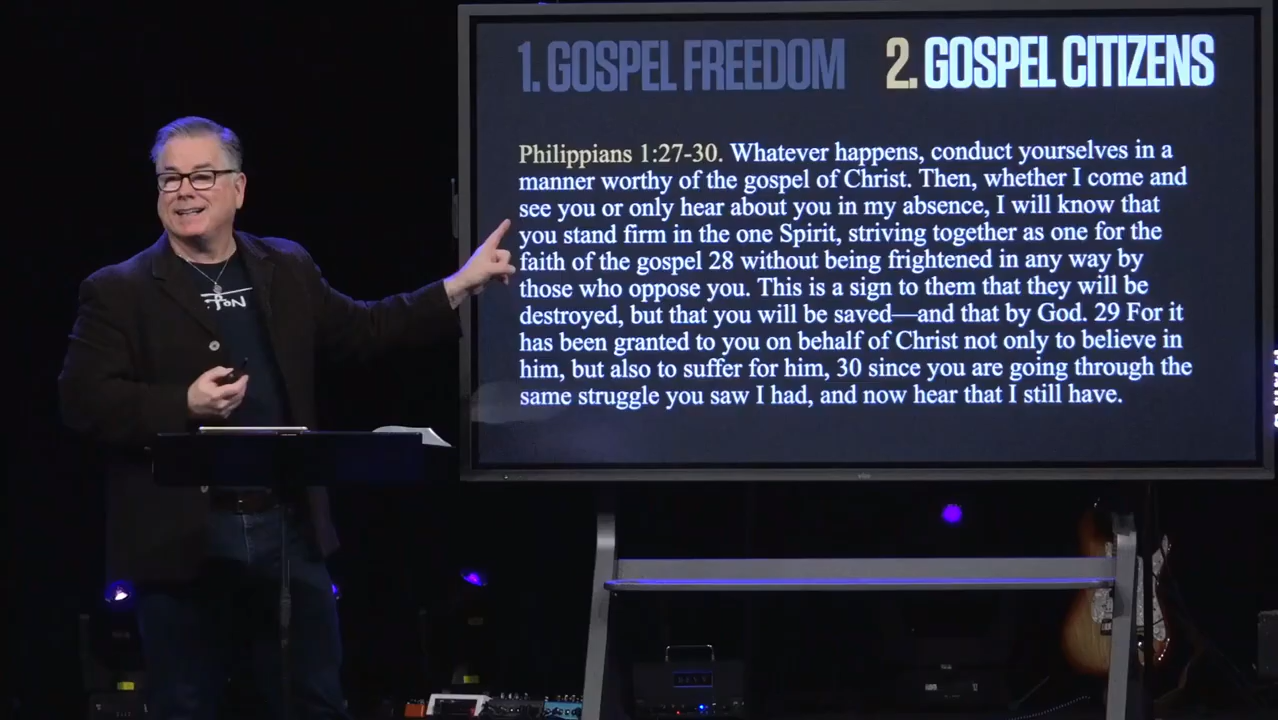 1. GOSPEL FREEDOM 2. GOSPEL CITIZENS
Philippians 1:27-30. Whatever happens, conduct yourselves in a
manner worthy of the gospel of Christ. Then, whether I come and
see you or only hear about you in my absence, I will know that
you stand firm in the one Spirit, striving together as one for the
faith of the gospel 28 without being frightened in any way by
those who oppose you. This is a sign to them that they will be
destroyed, but that you will be saved—and that by God. 29 For it
has been granted to you on behalf of Christ not only to believe in
him, but also to suffer for him, 30 since you are going through the
same struggle you saw I had, and now hear that I still have.